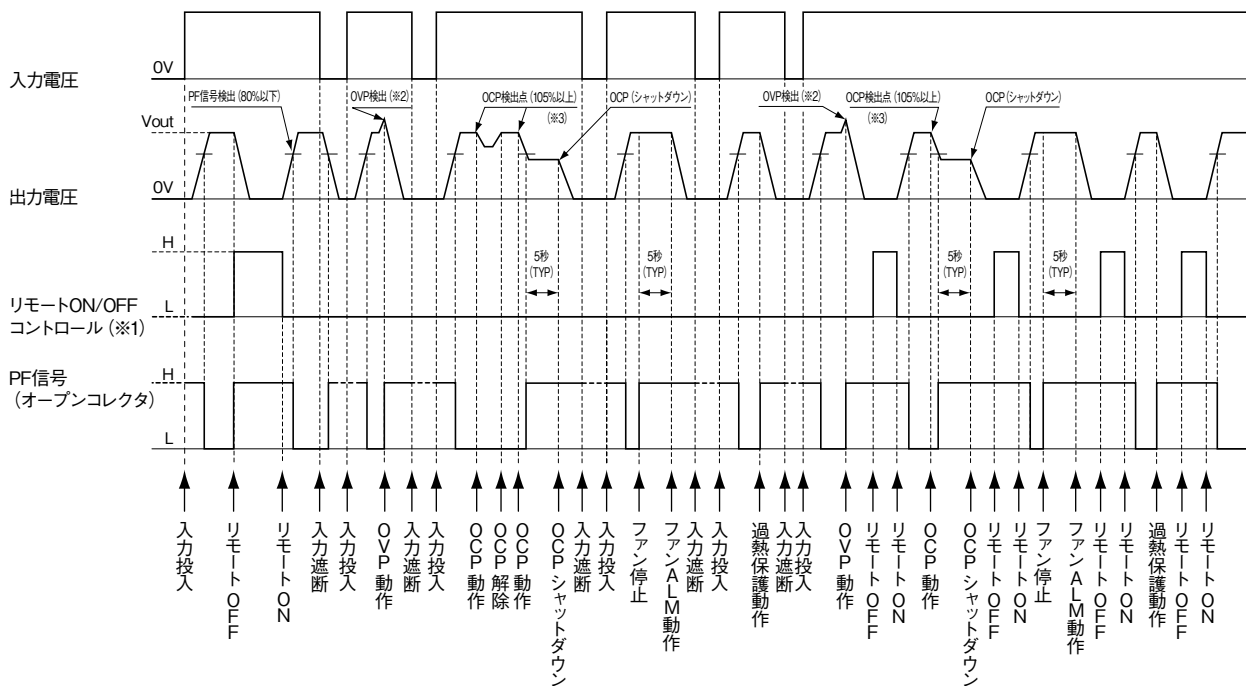 入力電圧
0V
PF信号検出(80%以下)
OVP検出(※2)
OCP検出点(105%以上)
(※3)
OCP(シャットダウン)
OVP検出(※2)
OCP検出点(105%以上)
(※3)
OCP(シャットダウン)
Vout
出力電圧
0V
H
L
リモートON/OFF
コントロール(※1)
5秒
(TYP)
5秒
(TYP)
5秒
(TYP)
5秒
(TYP)
PF信号
(オープンコレクタ)
H
L
入力投入
リモートOFF
リモートON
入力遮断
入力投入
OVP動作
入力遮断
入力投入
OCP動作
OCP解除
OCP動作
OCPシャットダウン
入力遮断
入力投入
ファン停止
ファンALM動作
入力遮断
入力投入
過熱保護動作
入力遮断
入力投入
OVP動作
リモートOFF
リモートON
OCP動作
OCPシャットダウン
リモートOFF
リモートON
ファン停止
ファンALM動作
リモートOFF
リモートON
過熱保護動作
リモートOFF
リモートON